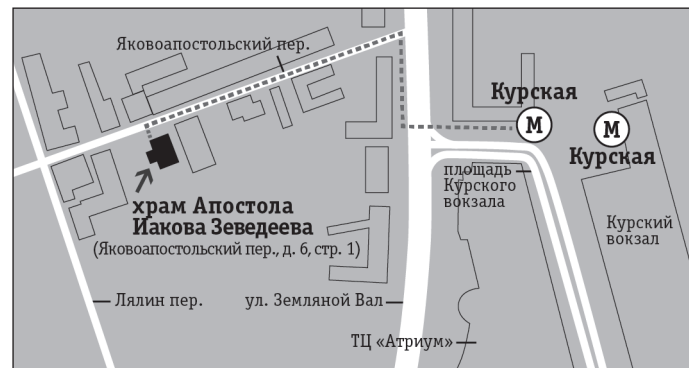 Яковоапостольский пер.
Курская
М
М
Курская
площадь
Курского
вокзала
храм Апостола
Иакова Зеведеева
(Яковоапостольский пер., д. 6, стр. 1)
Курский
вокзал
Лялин пер.
ул. Земляной Вал
ТЦ «Атриум»